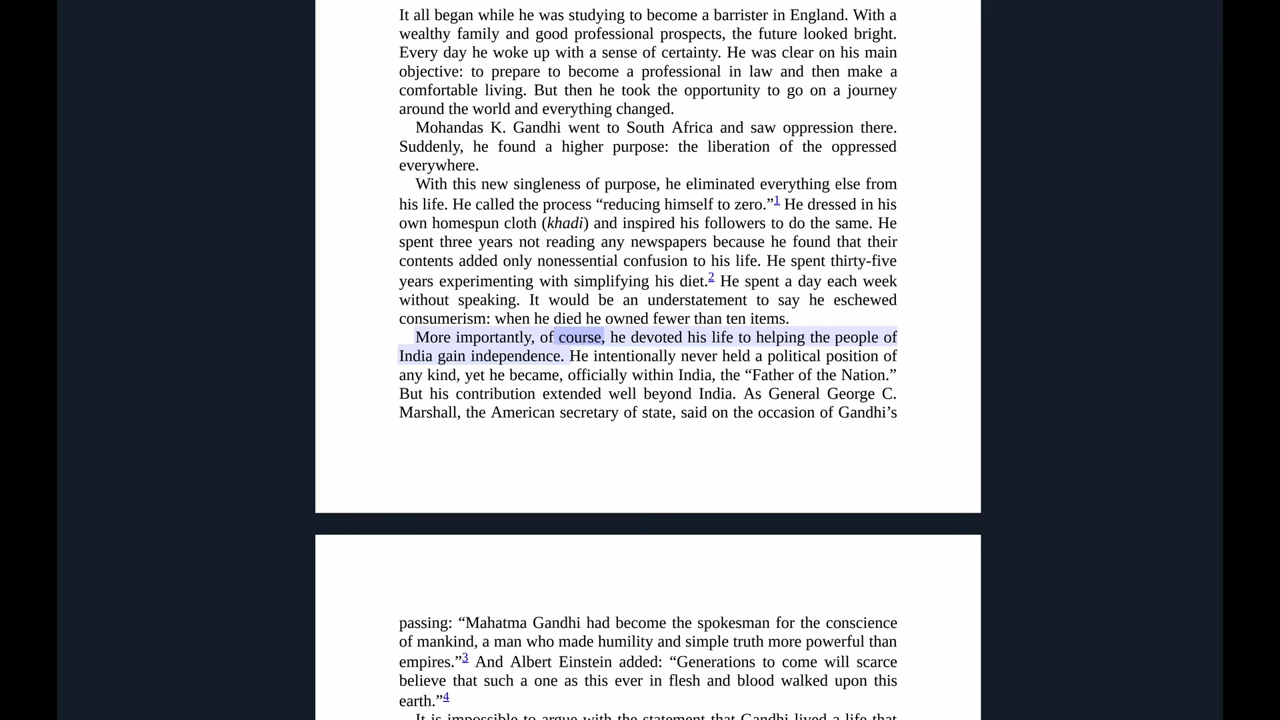 It all began while he was studying to become a barrister in England. With a
wealthy family and good professional prospects, the future looked bright.
Every day he woke up with a sense of certainty. He was clear on his main
objective: to prepare to become a professional in law and then make a
comfortable living. But then he took the opportunity to go on a journey
around the world and everything changed.
Mohandas K. Gandhi went to South Africa and saw oppression there.
Suddenly, he found a higher purpose: the liberation of the oppressed
everywhere.
With this new singleness of purpose, he eliminated everything else from
his life. He called the process “reducing himself to zero.”1 He dressed in his
own homespun cloth (khadi) and inspired his followers to do the same. He
spent three years not reading any newspapers because he found that their
contents added only nonessential confusion to his life. He spent thirty-five
years experimenting with simplifying his diet.2 He spent a day each week
without speaking. It would be an understatement to say he eschewed
consumerism: when he died he owned fewer than ten items.
More importantly, of course, he devoted his life to helping the people of
India gain independence. He intentionally never held a political position of
any kind, yet he became, officially within India, the “Father of the Nation.”
But his contribution extended well beyond India. As General George C.
Marshall, the American secretary of state, said on the occasion of Gandhi’s
passing: “Mahatma Gandhi had become the spokesman for the conscience
of mankind, a man who made humility and simple truth more powerful than
empires.”3 And Albert Einstein added: “Generations to come will scarce
believe that such a one as this ever in flesh and blood walked upon this
earth.”4
It is impossible to argue with the statement that Gandhi lived a life that